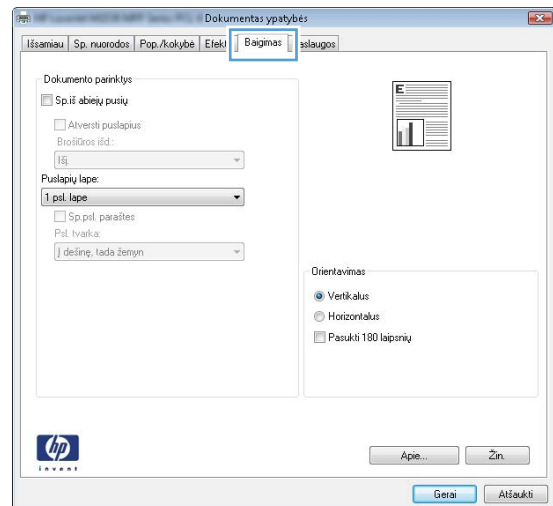 Dokumentas ypatybės
Išsamiau Sp. nuorodos Pop./kokybė Efekt Baigimas aslaugos
Dokumento parinktys
Sp.iš abiejų pusių
Atversti puslapius
Brošiūros išd.:
Išj.
Puslapių lape:
1 psl. lape
Sp.psl. paraštes
Psl. tvarka:
Į dešinę, tada žemyn
E
Orientavimas
Vertikalus
Horizontalus
Pasukti 180 laipsnių
hp
invent
Apie... Žin.
Gerai Atšaukti